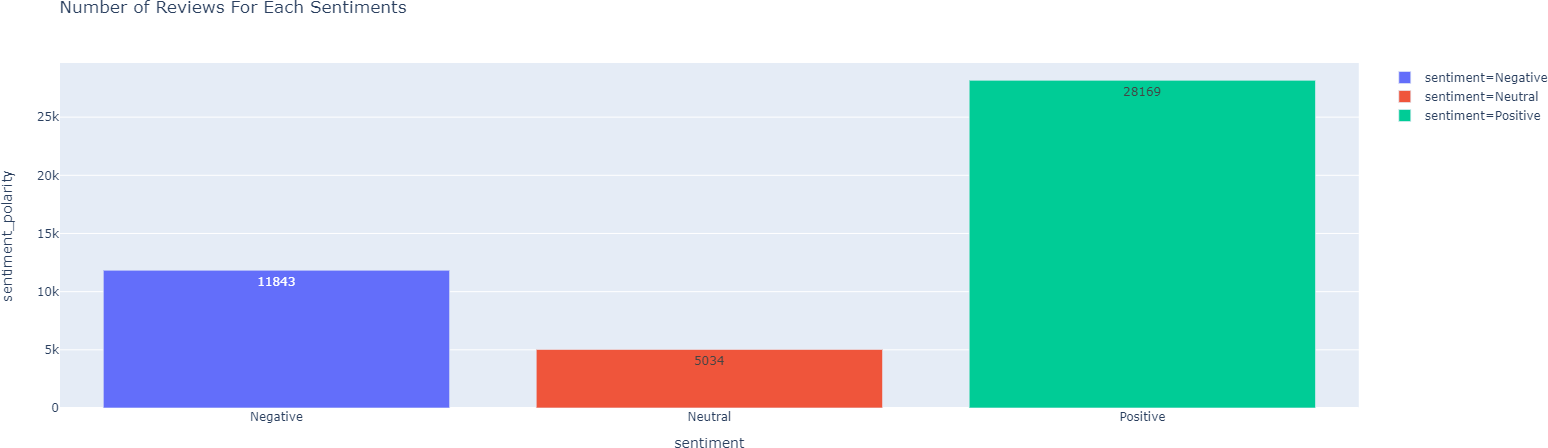 Number of Reviews For Each Sentiments
sentiment=Negative
sentiment=Neutral
sentiment=Positive
sentiment_polarity
25k
20k
15k
10k
5k
0
11843
5034
28169
Negative
Neutral
Positive
sentiment